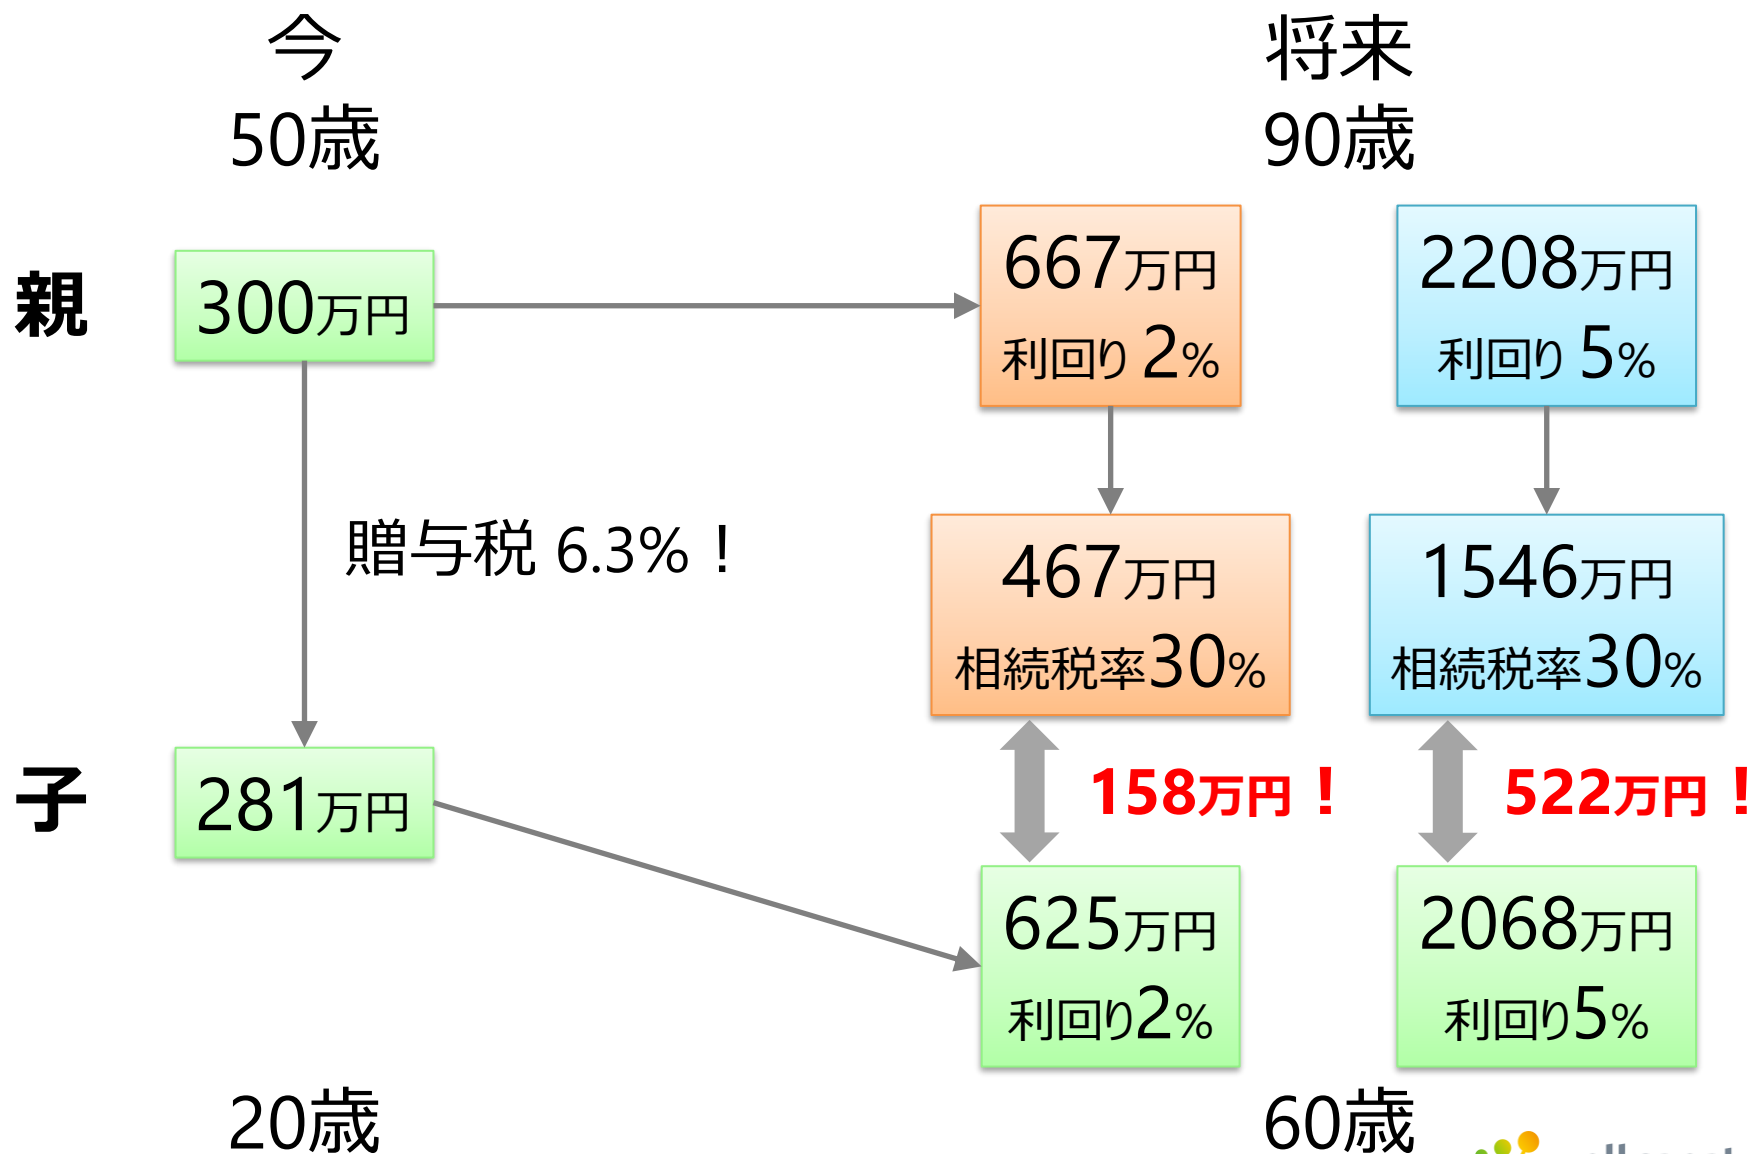 今
50歳
将来
90歳
親
300万円
667万円
利回り 2%
2208万円
利回り 5%
贈与税 6.3%！
467万円
相続税率30%
1546万円
相続税率30%
子
281万円
158万円！
522万円！
625万円
利回り2%
2068万円
利回り5%
20歳
60歳